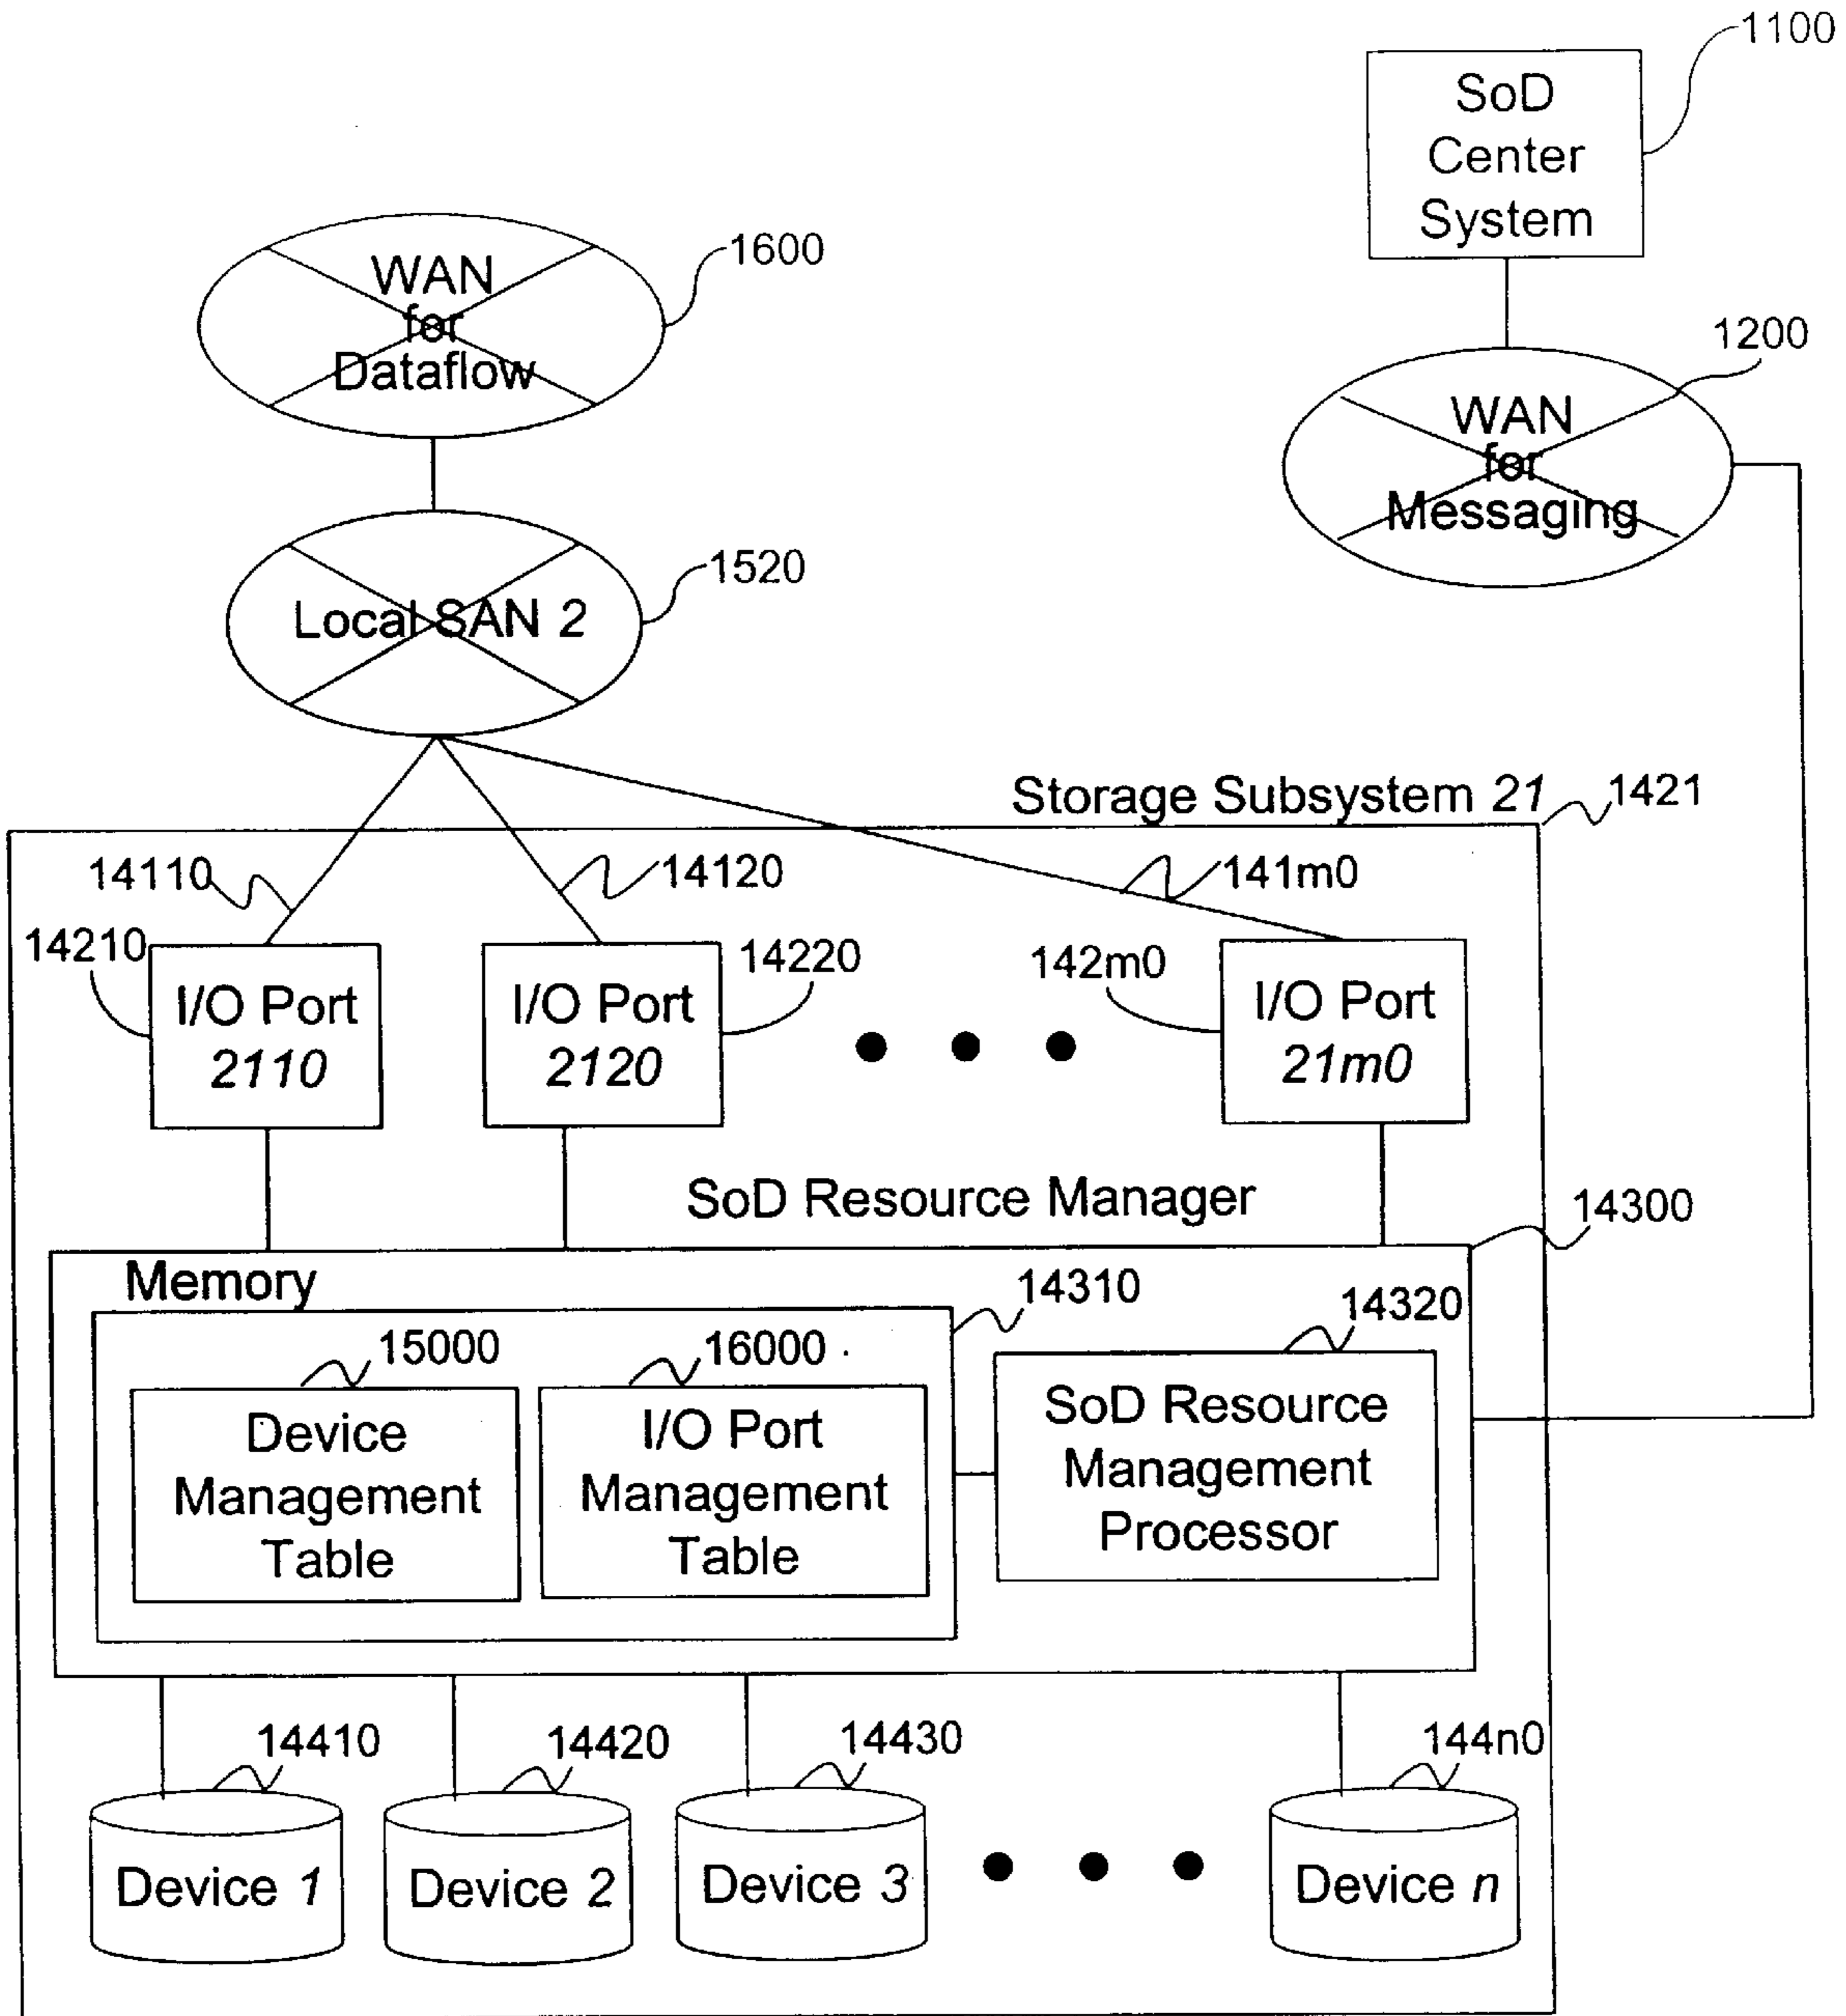 1100
SoD
Center
System
1600
WAN
for
Dataflow
1200
WAN
for
Messaging
1520
Local SAN 2
Storage Subsystem 21
1421
14110
14120
141m0
14210
14220
142m0
I/O Port
2110
I/O Port
2120
I/O Port
21m0
SoD Resource Manager
14300
Memory
14310
14320
15000
16000
Device
Management
Table
I/O Port
Management
Table
SoD Resource
Management
Processor
14410
14420
14430
144n0
Device 1
Device 2
Device 3
Device n